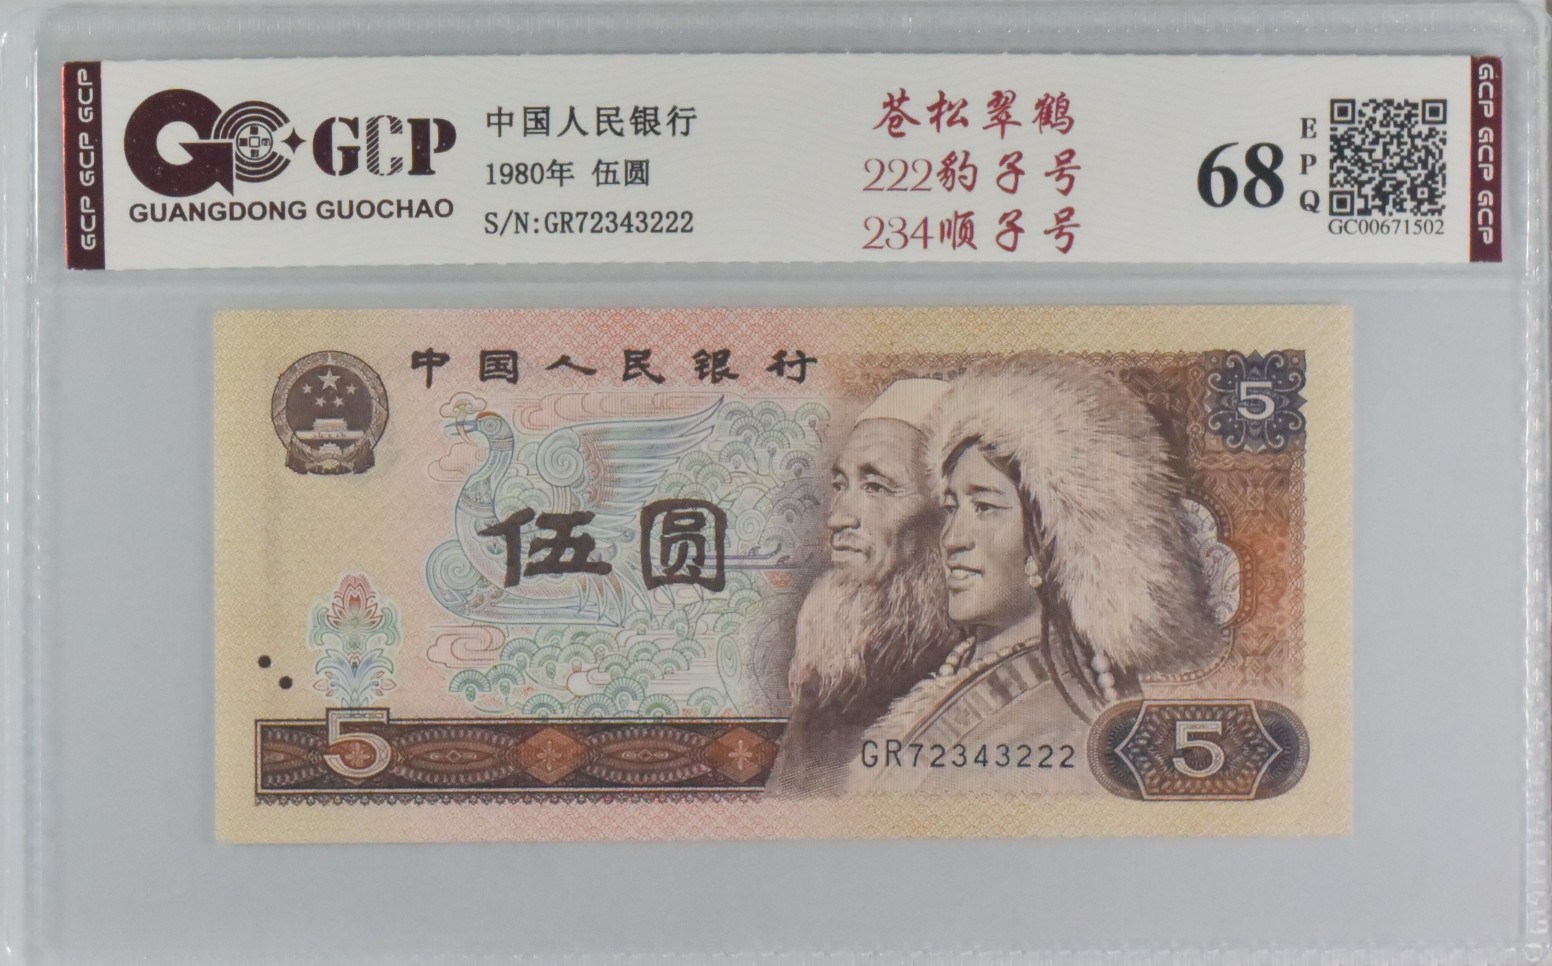 GCP GCP GCP
GCP
GUANGDONG GUOCHAO
中国人民银行
1980年 伍圆
S/N:GR72343222
苍松翠鹤
222豹子号
234顺子号
68
EPQ
GC00671502
GCP GCP GCP
中国人民银行
5
伍圆
5
GR72343222
5